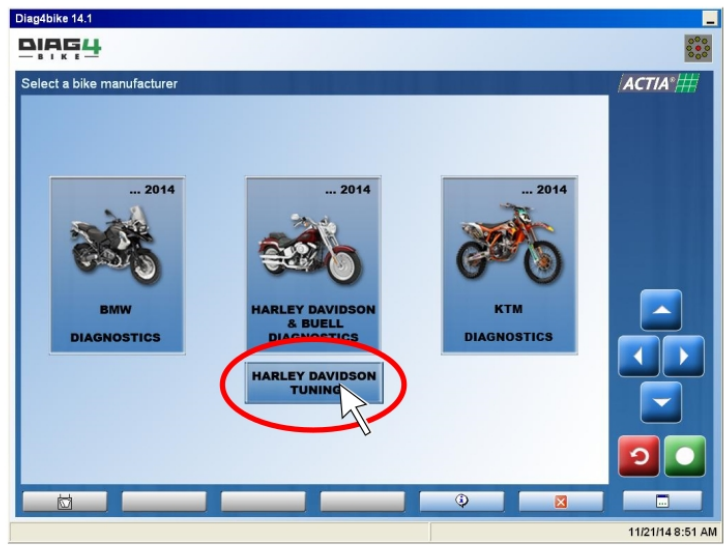 Diag4bike 14.1
DIAG4
BIKE
Select a bike manufacturer
ACTIA®
... 2014
BMW
DIAGNOSTICS
... 2014
HARLEY DAVIDSON
& BUELL
DIAGNOSTICS
... 2014
KTM
DIAGNOSTICS
HARLEY DAVIDSON
TUNING
11/21/14 8:51 AM